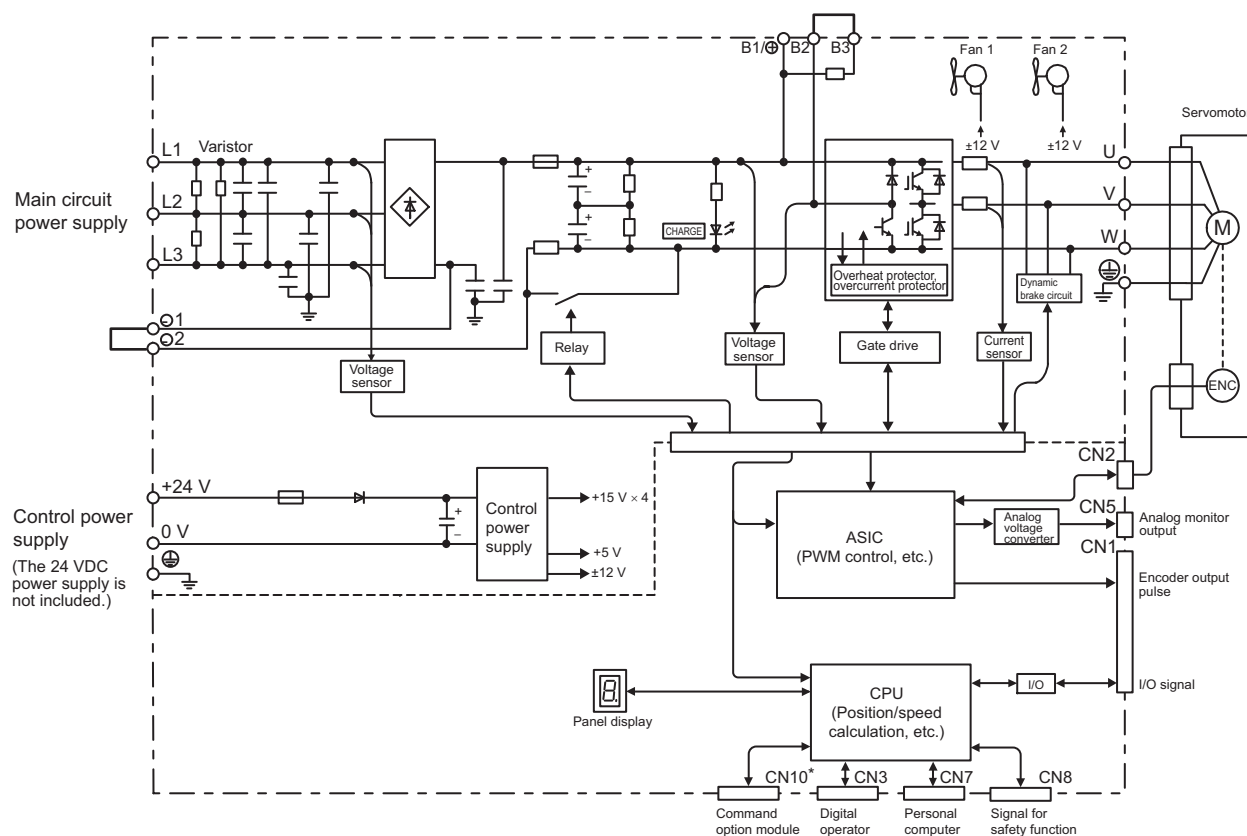 B1/⊕
B2
B3
Fan 1
Fan 2
±12 V
±12 V
Servomotor
Main circuit
power supply
L1
L2
L3
Varistor
⊖1
⊖2
+
–
+
–
CHARGE
Overheat protector,
overcurrent protector
U
V
W
M
Dynamic
brake circuit
Voltage
sensor
Relay
Voltage
sensor
Gate drive
Current
sensor
ENC
Control power
supply
(The 24 VDC
power supply is
not included.)
+24 V
0 V
+
–
Control
power
supply
+15 V × 4
+5 V
±12 V
ASIC
(PWM control, etc.)
Analog
voltage
converter
CN2
CN5
Analog monitor
output
CN1
Encoder output
pulse
I/O
I/O signal
8.
Panel display
CPU
(Position/speed
calculation, etc.)
CN10*
CN3
CN7
CN8
Command
option module
Digital
operator
Personal
computer
Signal for
safety function